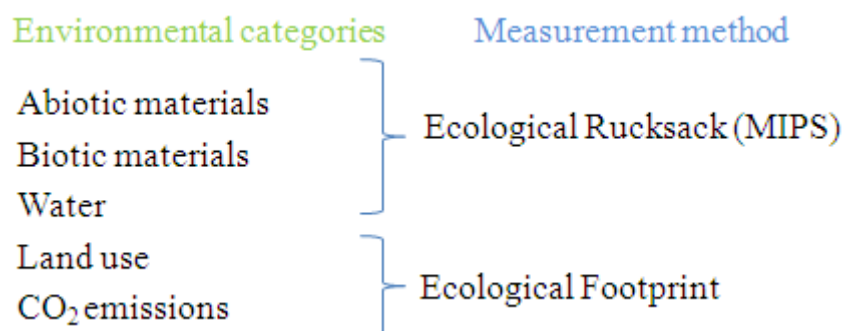 Environmental categories Measurement method
Abiotic materials
Ecological Rucksack (MIPS)
Biotic materials
Water
Land use
Ecological Footprint
CO₂ emissions